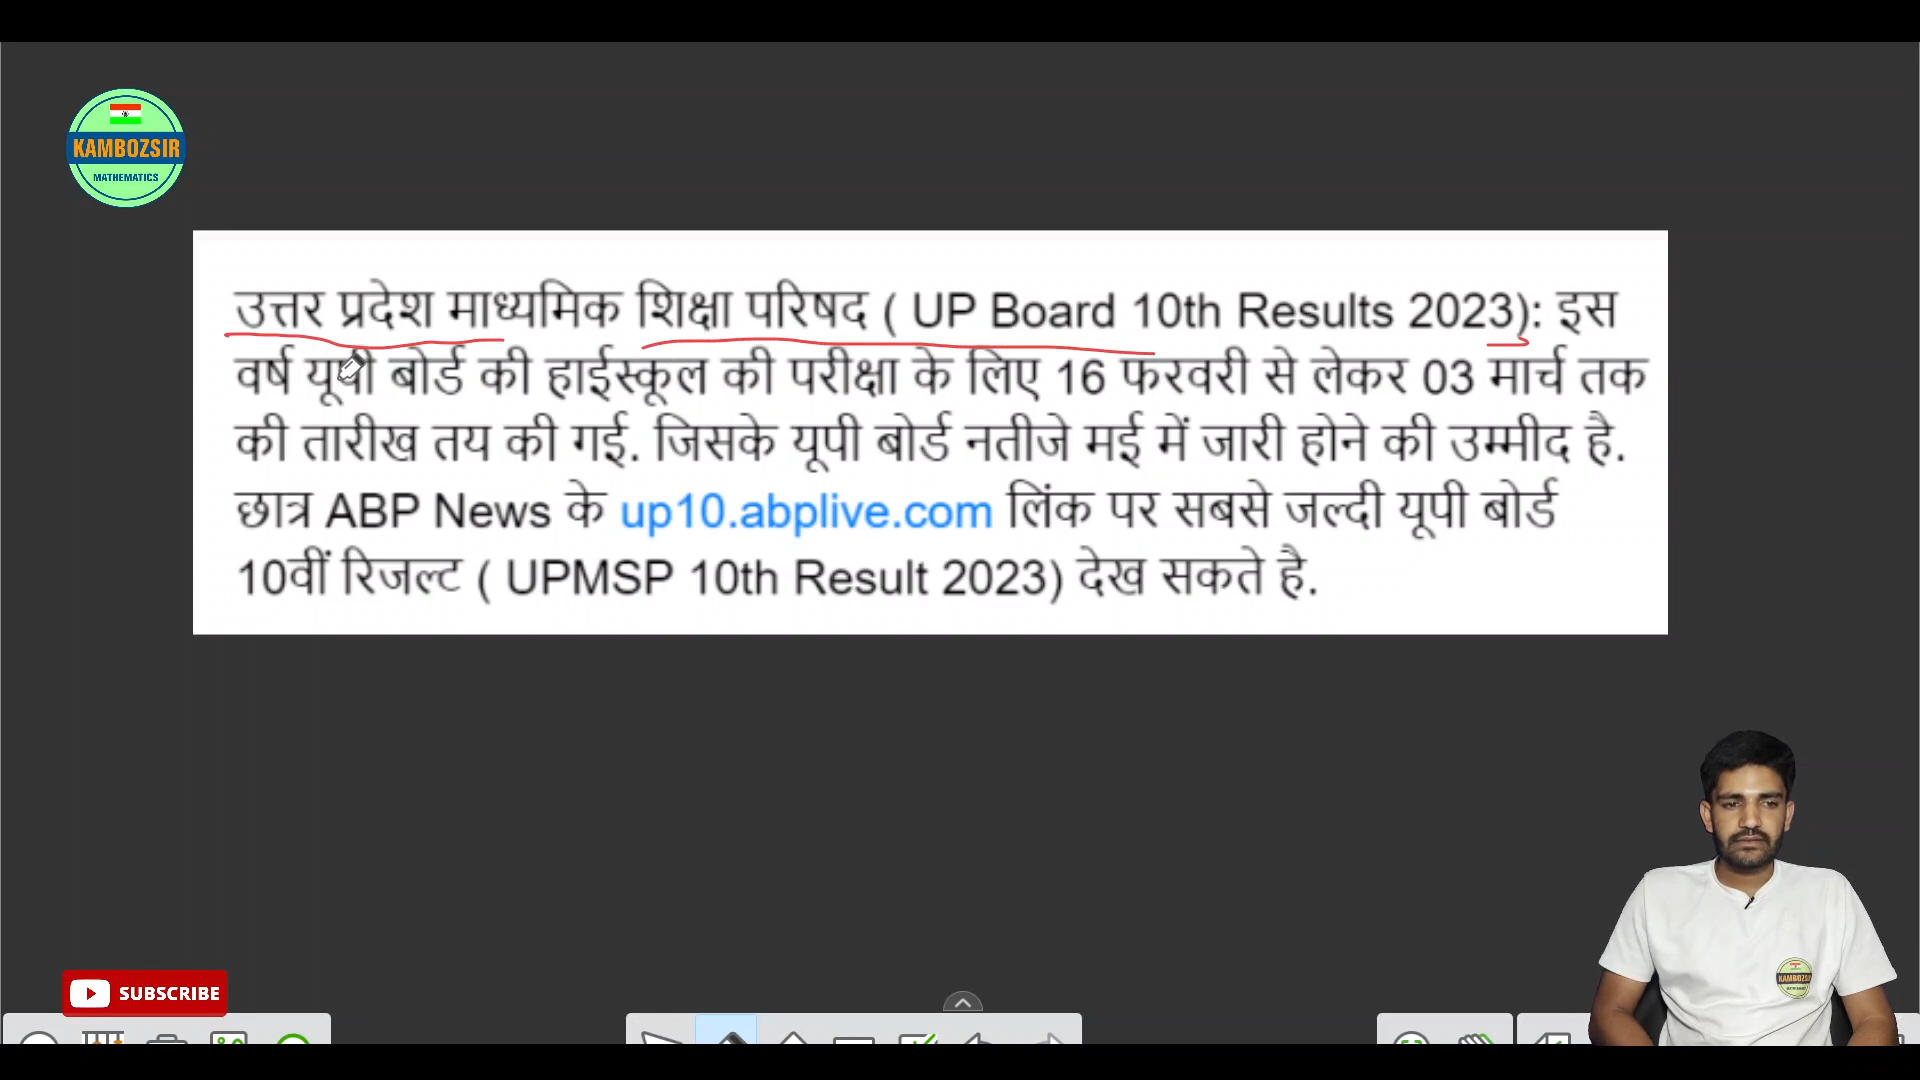 KAMBOZSIR
MATHEMATICS
उत्तर प्रदेश माध्यमिक शिक्षा परिषद ( UP Board 10th Results 2023): इस
वर्ष यूपी बोर्ड की हाईस्कूल की परीक्षा के लिए 16 फरवरी से लेकर 03 मार्च तक
की तारीख तय की गई. जिसके यूपी बोर्ड नतीजे मई में जारी होने की उम्मीद है.
छात्र ABP News के up10.abplive.com लिंक पर सबसे जल्दी यूपी बोर्ड
10वीं रिजल्ट ( UPMSP 10th Result 2023) देख सकते है.
KAMBOZSIR
SUBSCRIBE